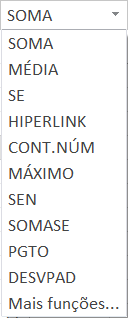 SOMA
SOMA
MÉDIA
SE
HIPERLINK
CONT.NÚM
MÁXIMO
SEN
SOMASE
PGTO
DESVPAD
Mais funções...